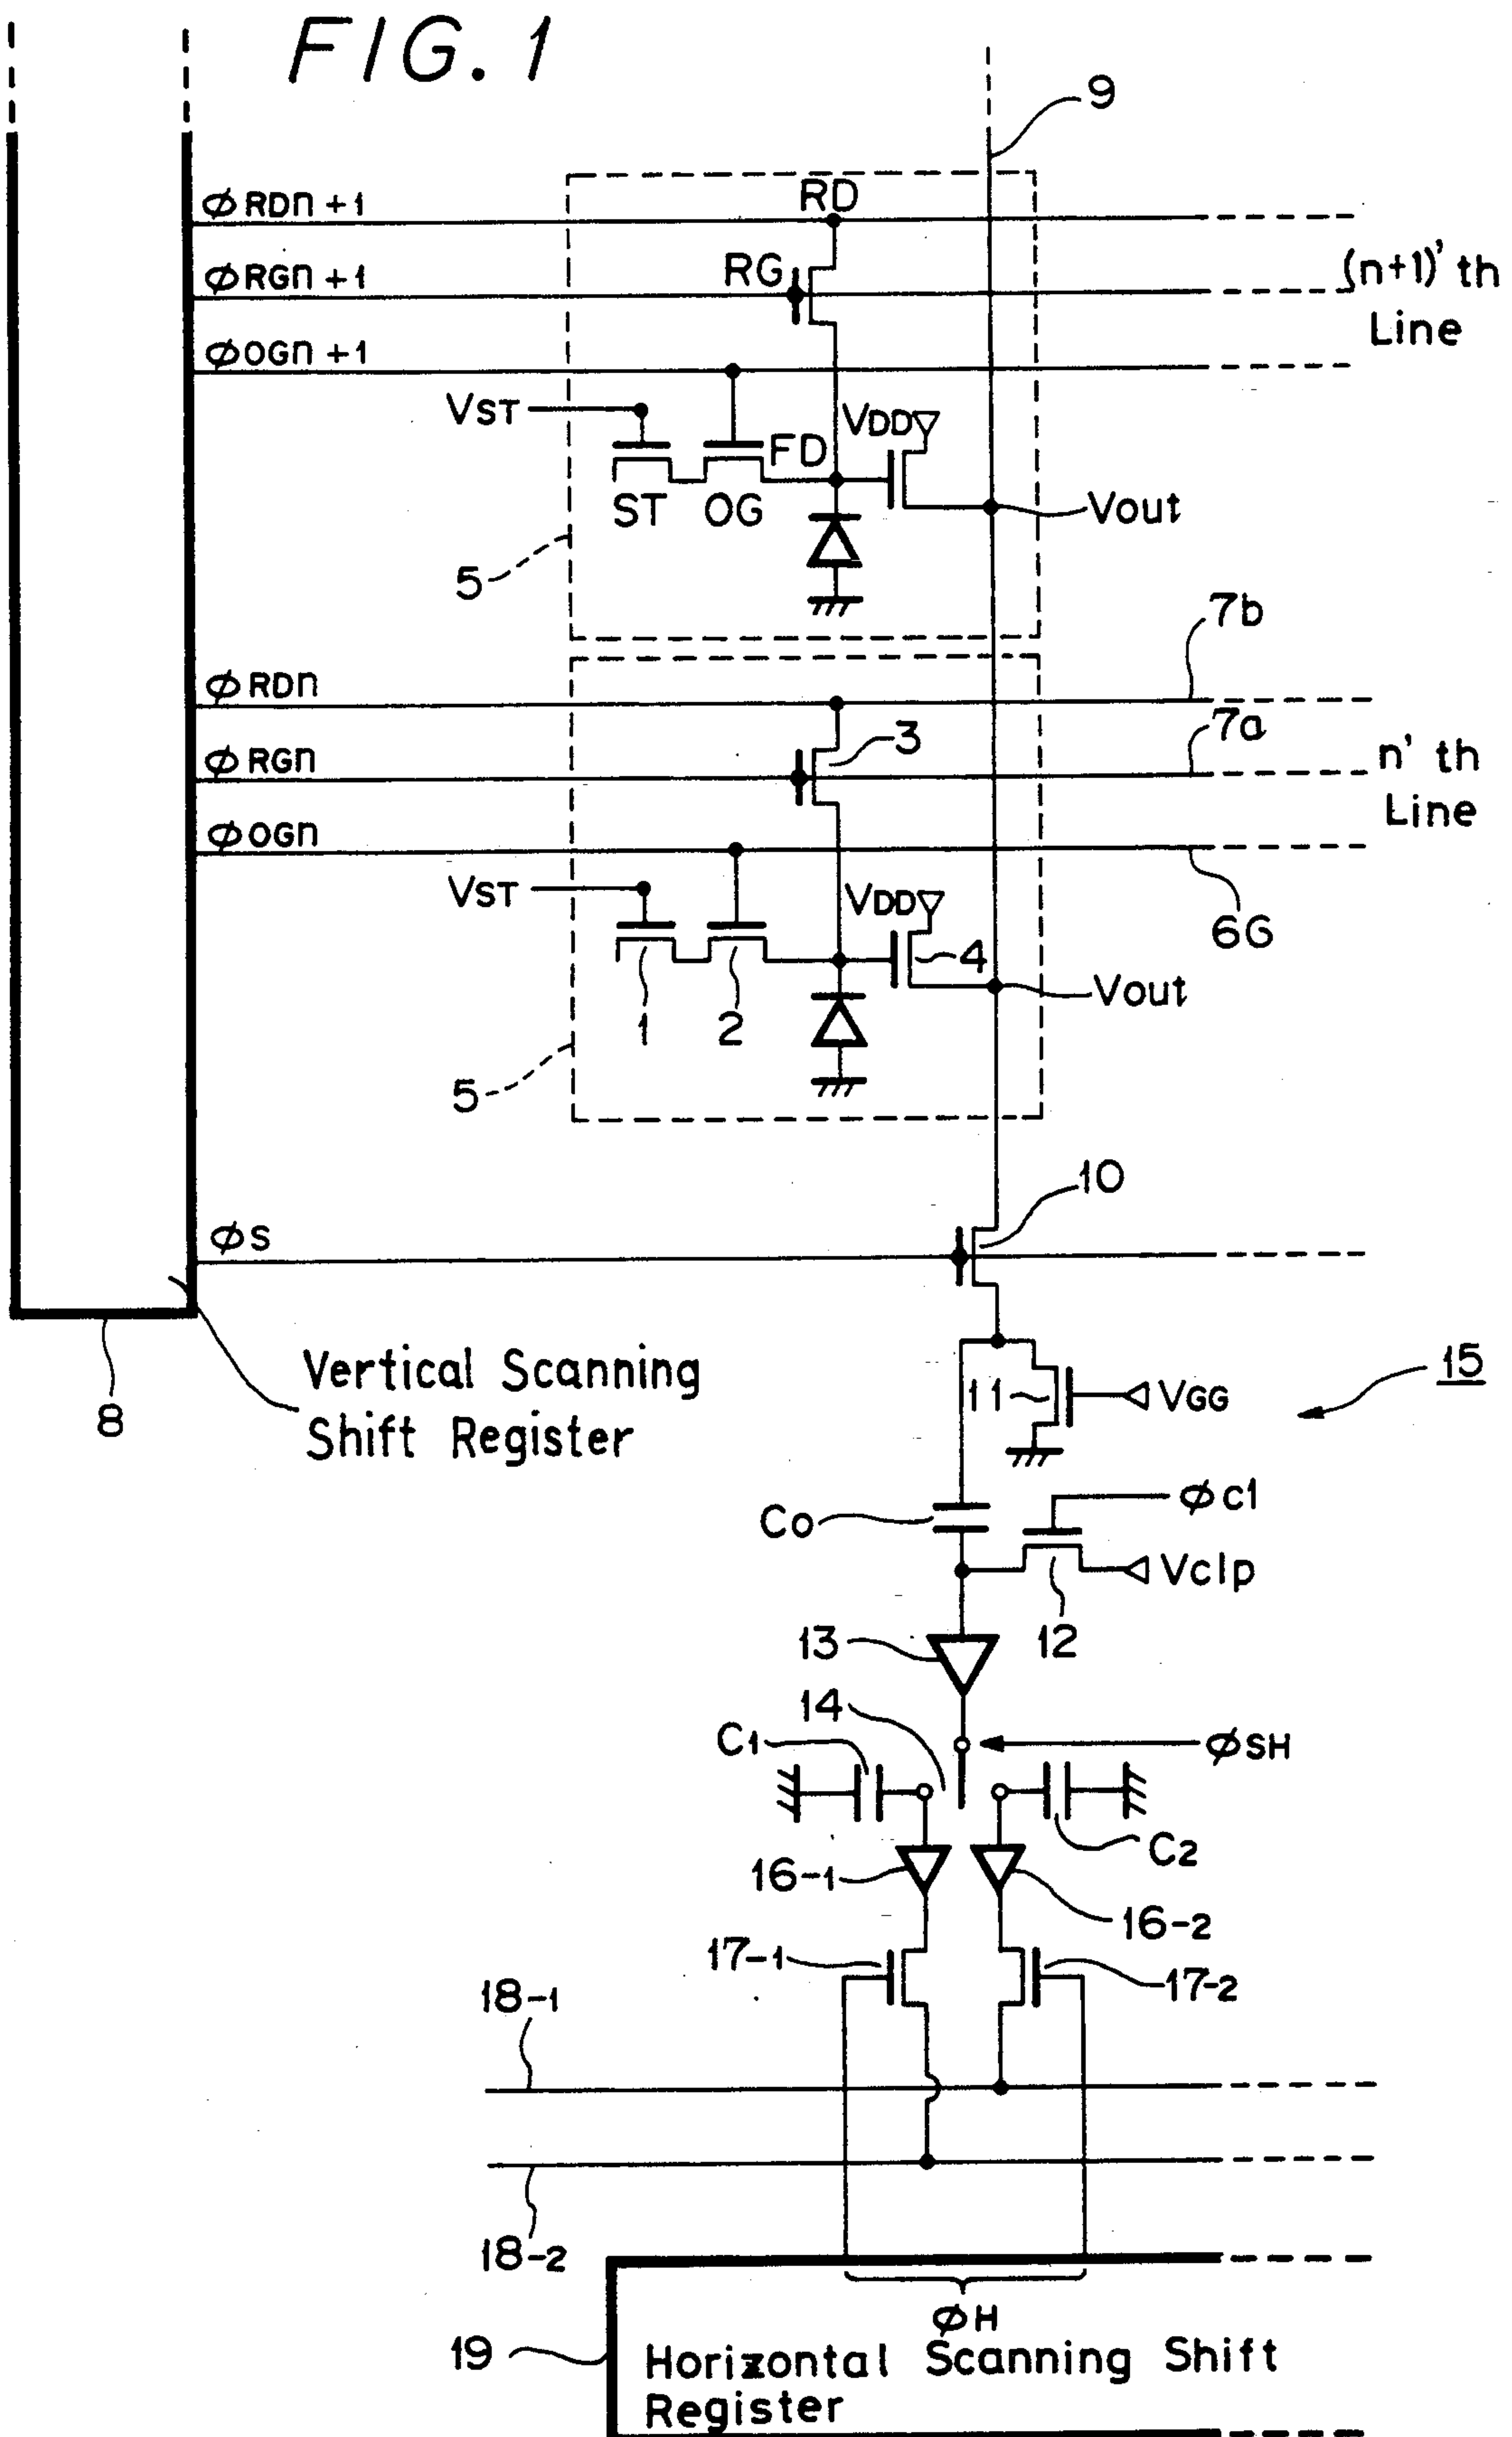 FIG. 1
9
φRDn+1
RD
(n+1)'th
Line
φRGn+1
RG
φOGn+1
VST
VDD
FD
ST
OG
Vout
5
7b
φRDn
3
7a
φRGn
n'th
Line
φOGn
VST
VDD
6G
4
Vout
1
2
5
10
φS
Vertical Scanning
Shift Register
8
11
VGG
15
φc1
Co
Vclp
12
13
14
C1
φSH
C2
16-1
16-2
17-1
17-2
18-1
18-2
φH
19
Horizontal Scanning Shift
Register